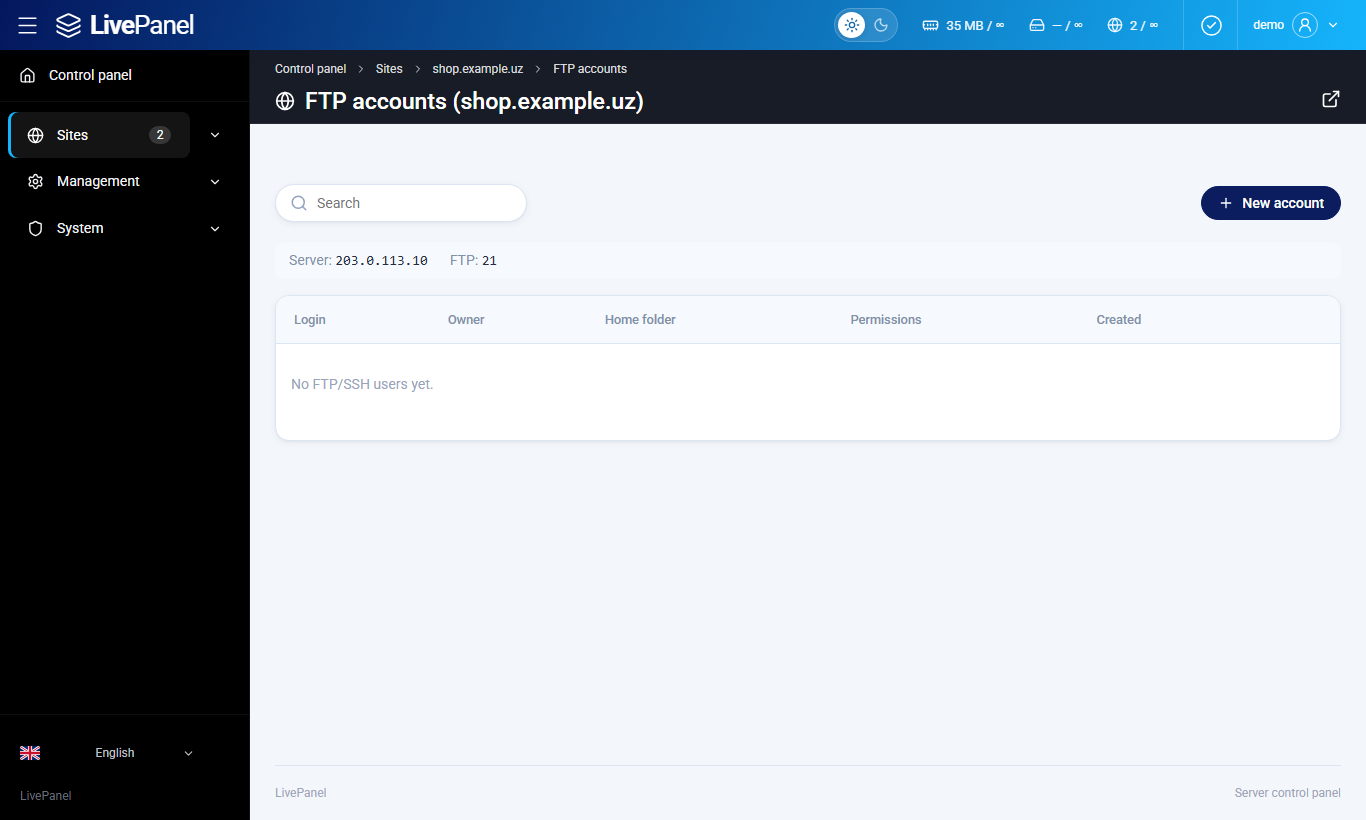 LivePanel
35 MB / ∞
— / ∞
2 / ∞
demo
Control panel
Sites 2
Management
System
English
LivePanel
Control panel > Sites > shop.example.uz > FTP accounts
FTP accounts (shop.example.uz)
Search
New account
Server: 203.0.113.10 FTP: 21
Login Owner Home folder Permissions Created
No FTP/SSH users yet.
LivePanel
Server control panel